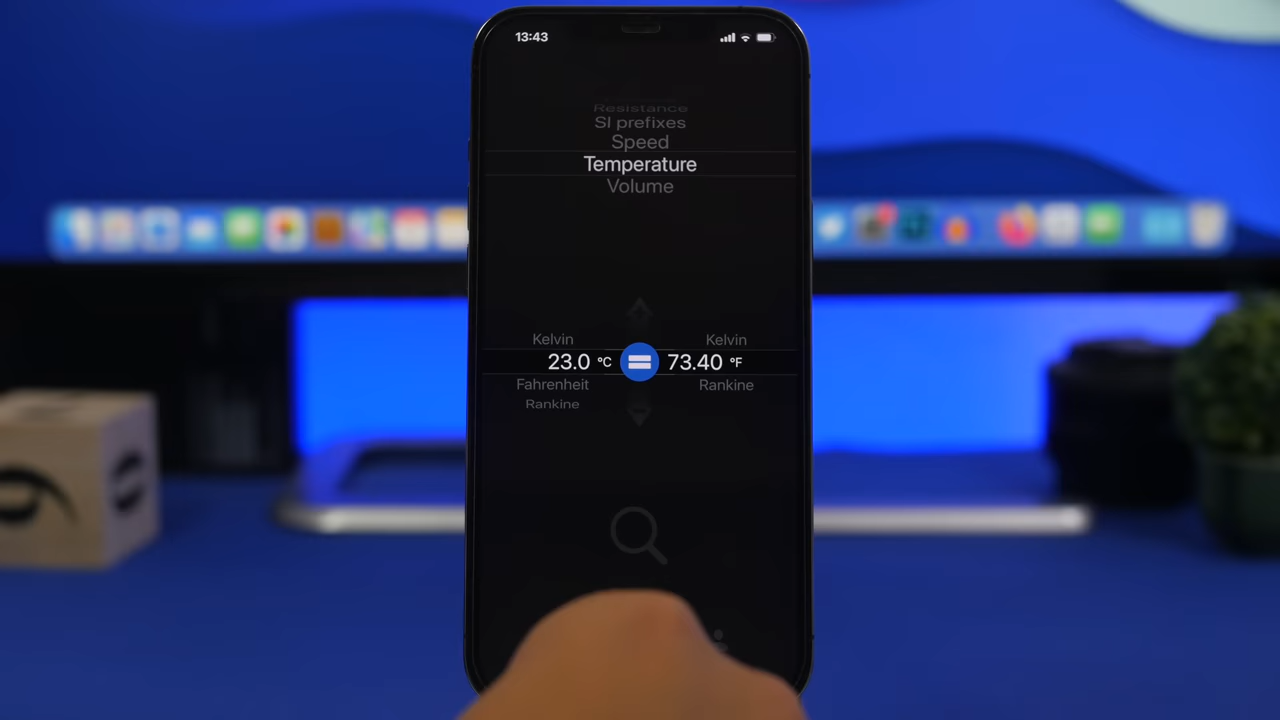 13:43
Resistance
SI prefixes
Speed
Temperature
Volume
Kelvin Kelvin
23.0 °C 73.40 °F
Fahrenheit Rankine
Rankine